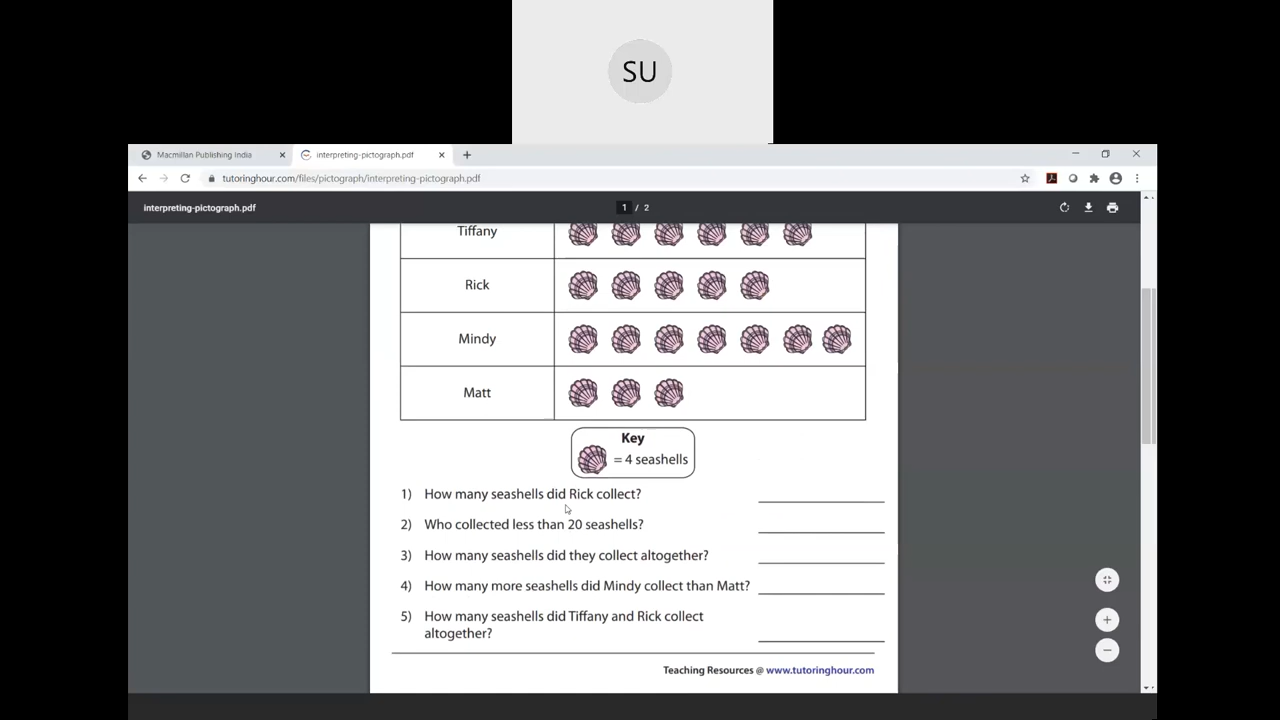 SU
Macmillan Publishing India
interpreting-pictograph.pdf
tutoringhour.com/files/pictograph/interpreting-pictograph.pdf
interpreting-pictograph.pdf
1 / 2
Tiffany
Rick
Mindy
Matt
Key
= 4 seashells
1) How many seashells did Rick collect?
2) Who collected less than 20 seashells?
3) How many seashells did they collect altogether?
4) How many more seashells did Mindy collect than Matt?
5) How many seashells did Tiffany and Rick collect
altogether?
Teaching Resources @ www.tutoringhour.com